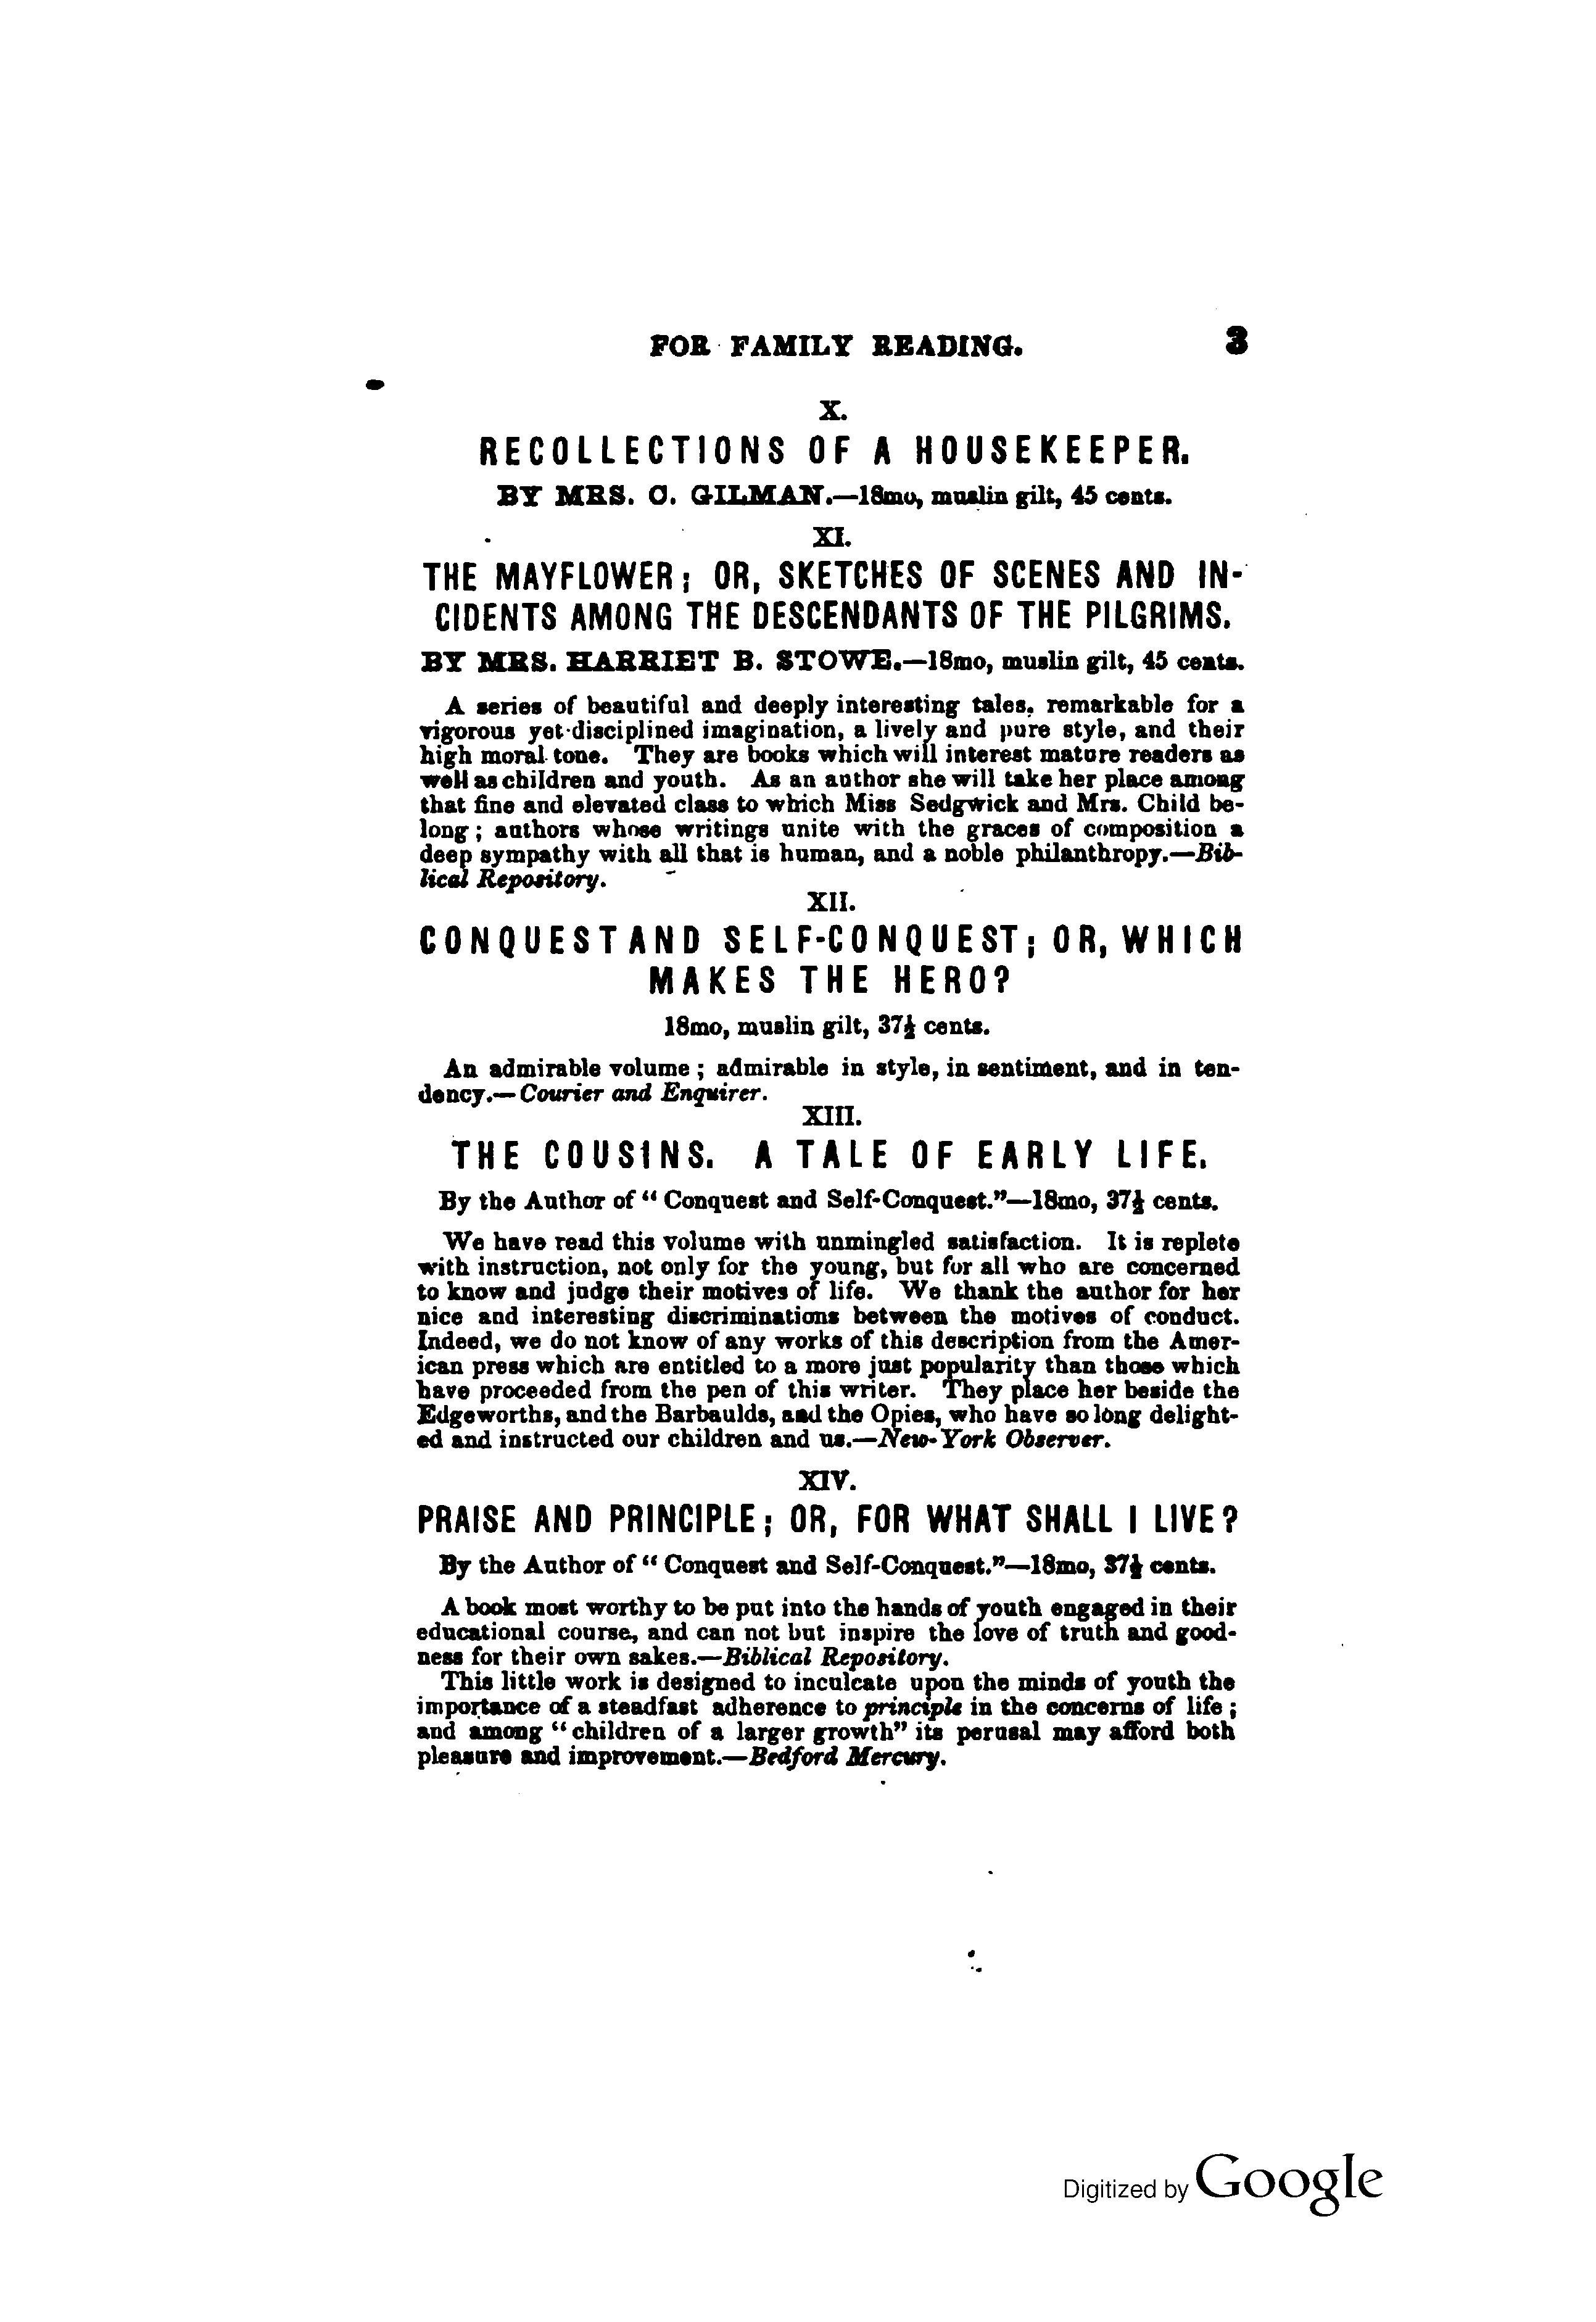 FOR FAMILY READING. 3
X.
RECOLLECTIONS OF A HOUSEKEEPER.
BY MRS. C. GILMAN.—18mo, muslin gilt, 45 cents.
XI.
THE MAYFLOWER; OR, SKETCHES OF SCENES AND IN-
CIDENTS AMONG THE DESCENDANTS OF THE PILGRIMS.
BY MRS. HARRIET B. STOWE.—18mo, muslin gilt, 45 cents.
A series of beautiful and deeply interesting tales, remarkable for a
vigorous yet disciplined imagination, a lively and pure style, and their
high moral tone. They are books which will interest mature readers as
well as children and youth. As an author she will take her place among
that fine and elevated class to which Miss Sedgwick and Mrs. Child be-
long; authors whose writings unite with the graces of composition a
deep sympathy with all that is human, and a noble philanthropy.—Bib-
lical Repository.
XII.
CONQUEST AND SELF-CONQUEST; OR, WHICH
MAKES THE HERO?
18mo, muslin gilt, 37½ cents.
An admirable volume; admirable in style, in sentiment, and in ten-
dency.—Courier and Enquirer.
XIII.
THE COUSINS. A TALE OF EARLY LIFE.
By the Author of "Conquest and Self-Conquest."—18mo, 37½ cents.
We have read this volume with unmingled satisfaction. It is replete
with instruction, not only for the young, but for all who are concerned
to know and judge their motives of life. We thank the author for her
nice and interesting discriminations between the motives of conduct.
Indeed, we do not know of any works of this description from the Amer-
ican press which are entitled to a more just popularity than those which
have proceeded from the pen of this writer. They place her beside the
Edgeworths, and the Barbaulds, and the Opies, who have so long delight-
ed and instructed our children and us.—New-York Observer.
XIV.
PRAISE AND PRINCIPLE; OR, FOR WHAT SHALL I LIVE?
By the Author of "Conquest and Self-Conquest."—18mo, 37½ cents.
A book most worthy to be put into the hands of youth engaged in their
educational course, and can not but inspire the love of truth and good-
ness for their own sakes.—Biblical Repository.
This little work is designed to inculcate upon the minds of youth the
importance of a steadfast adherence to principle in the concerns of life;
and among "children of a larger growth" its perusal may afford both
pleasure and improvement.—Bedford Mercury.
Digitized by Google